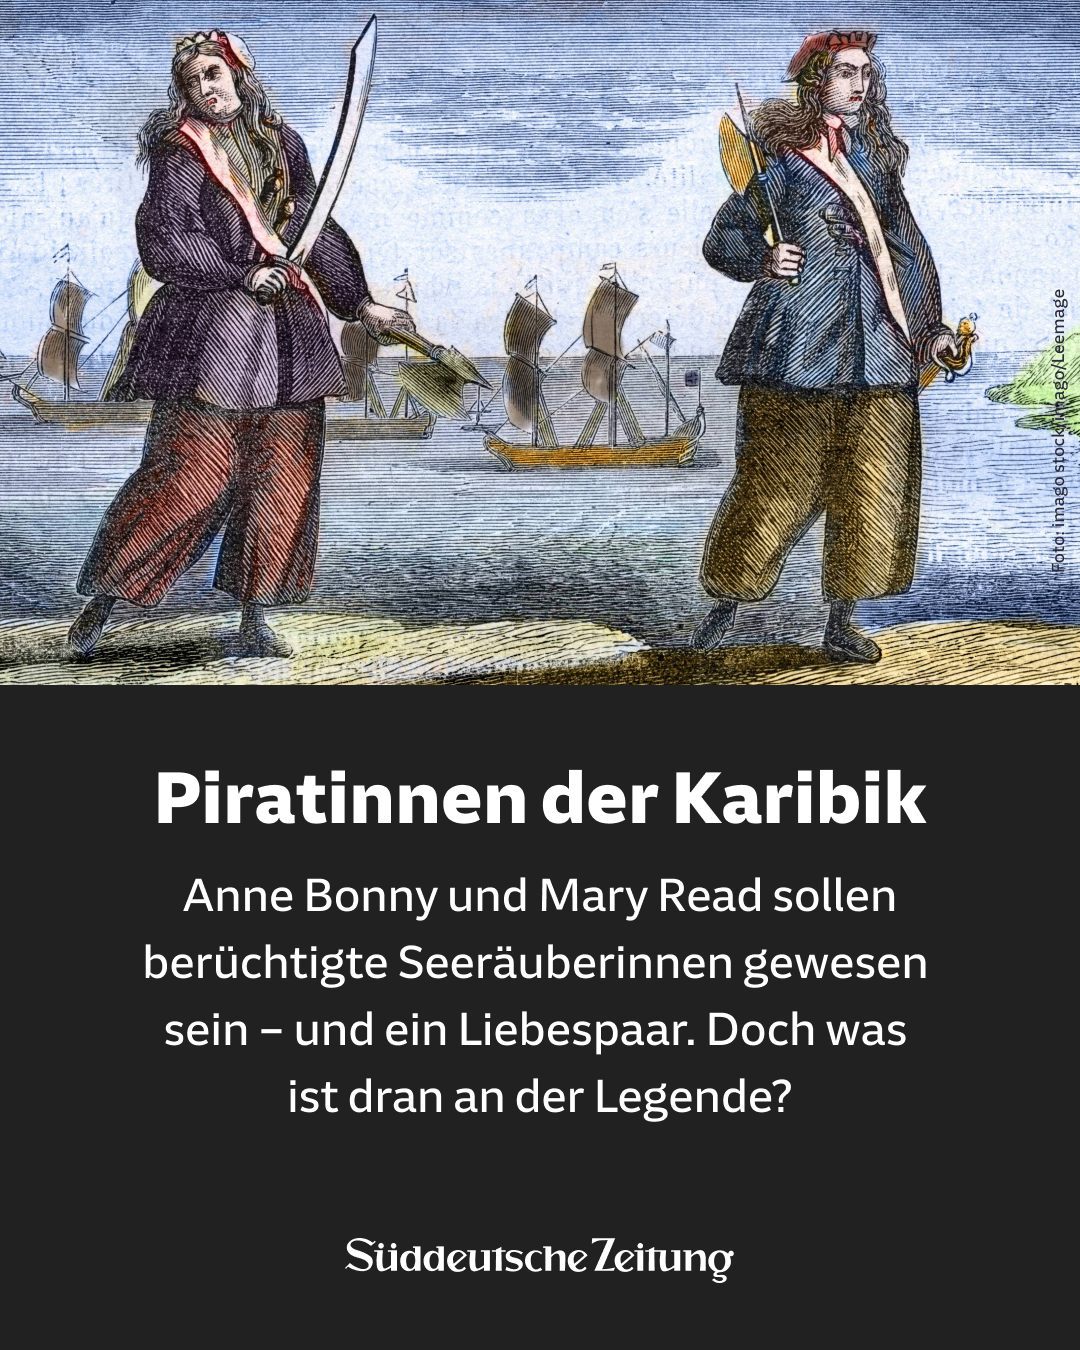 Foto: imago stock/imago/Leemage
Piratinnen der Karibik
Anne Bonny und Mary Read sollen
berüchtigte Seeräuberinnen gewesen
sein – und ein Liebespaar. Doch was
ist dran an der Legende?
Süddeutsche Zeitung